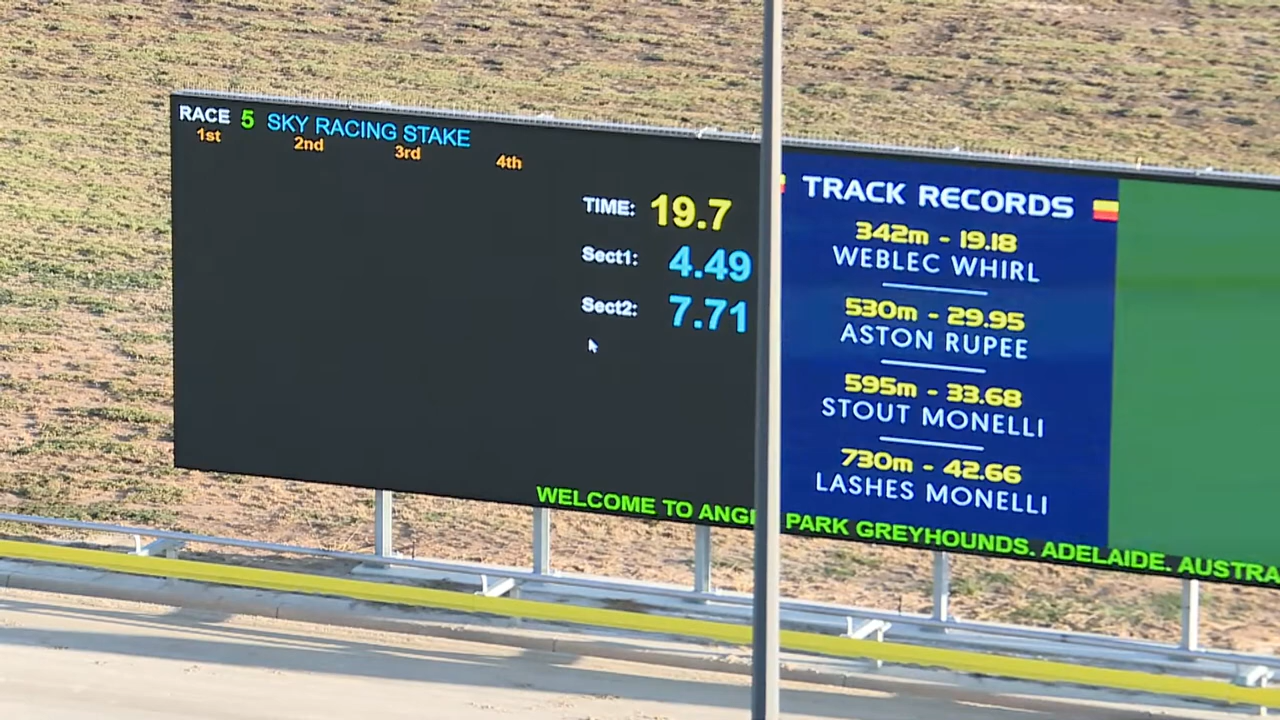 RACE 5 SKY RACING STAKE
1st 2nd 3rd 4th
TIME: 19.7
Sect1: 4.49
Sect2: 7.71
TRACK RECORDS
342m - 19.18
WEBLEC WHIRL
530m - 29.95
ASTON RUPEE
595m - 33.68
STOUT MONELLI
730m - 42.66
LASHES MONELLI
WELCOME TO ANG PARK GREYHOUNDS. ADELAIDE. AUSTRA